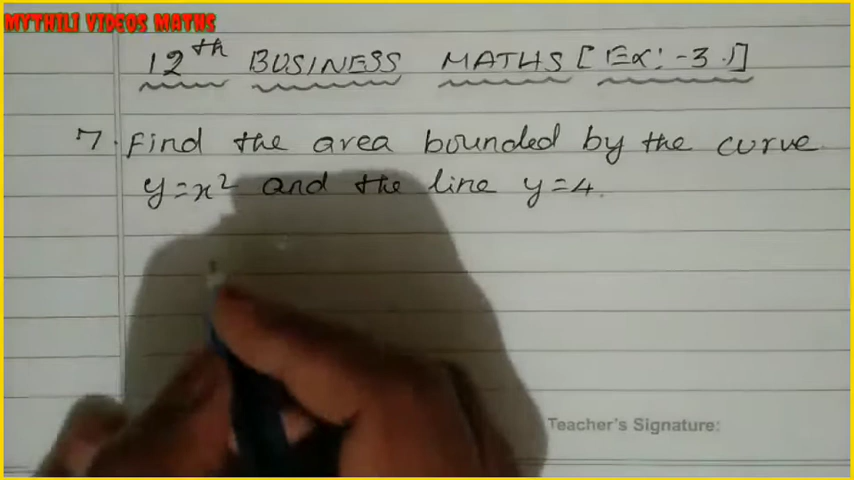 MYTHILI VIDEOS MATHS
12th BUSINESS MATHS [Ex:-3.1]
7. Find the area bounded by the curve
y=x² and the line y=4.
Teacher's Signature: